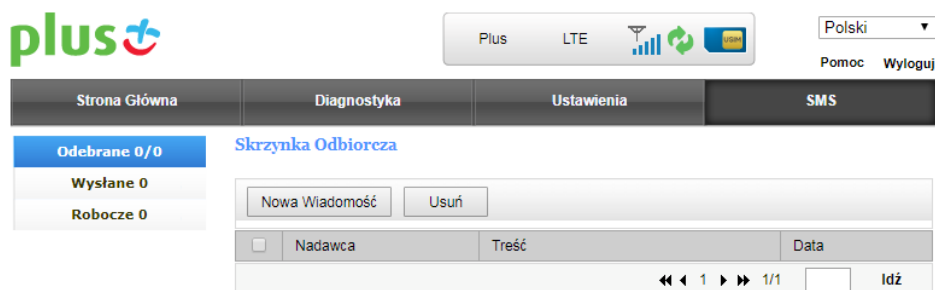 plus
Plus LTE USIM Polski
Pomoc Wyloguj
Strona Główna Diagnostyka Ustawienia SMS
Odebrane 0/0
Wysłane 0
Robocze 0
Skrzynka Odbiorcza
Nowa Wiadomość Usuń
Nadawca Treść Data
1 1/1 Idź